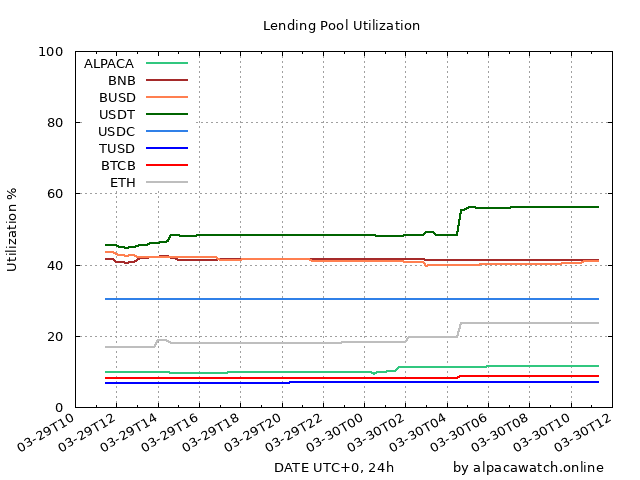 Lending Pool Utilization
100
80
60
40
20
0
Utilization %
ALPACA
BNB
BUSD
USDT
USDC
TUSD
BTCB
ETH
03-29T10
03-29T12
03-29T14
03-29T16
03-29T18
03-29T20
03-29T22
03-30T00
03-30T02
03-30T04
03-30T06
03-30T08
03-30T10
03-30T12
DATE UTC+0, 24h
by alpacawatch.online